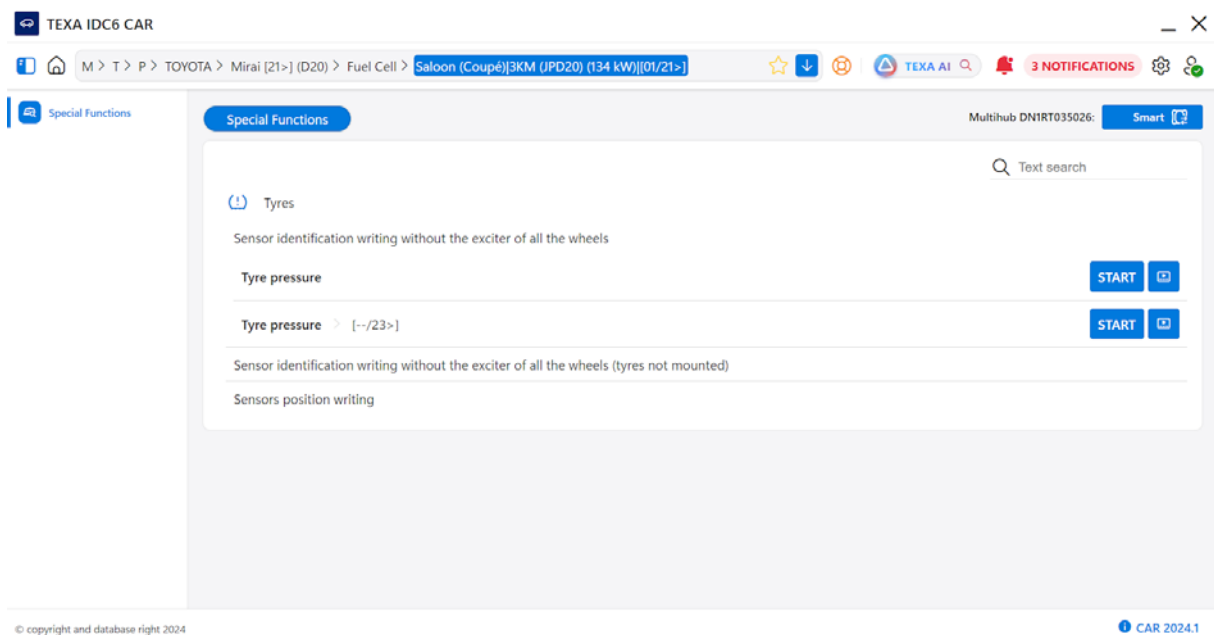 TEXA IDC6 CAR
M > T > P > TOYOTA > Mirai [21>] (D20) > Fuel Cell > Saloon (Coupé)|3KM (JPD20) (134 kW)|[01/21>]
TEXA AI
3 NOTIFICATIONS
Special Functions
Special Functions
Multihub DN1RT035026:
Smart
Text search
Tyres
Sensor identification writing without the exciter of all the wheels
Tyre pressure
START
Tyre pressure > [--/23>]
START
Sensor identification writing without the exciter of all the wheels (tyres not mounted)
Sensors position writing
© copyright and database right 2024
CAR 2024.1